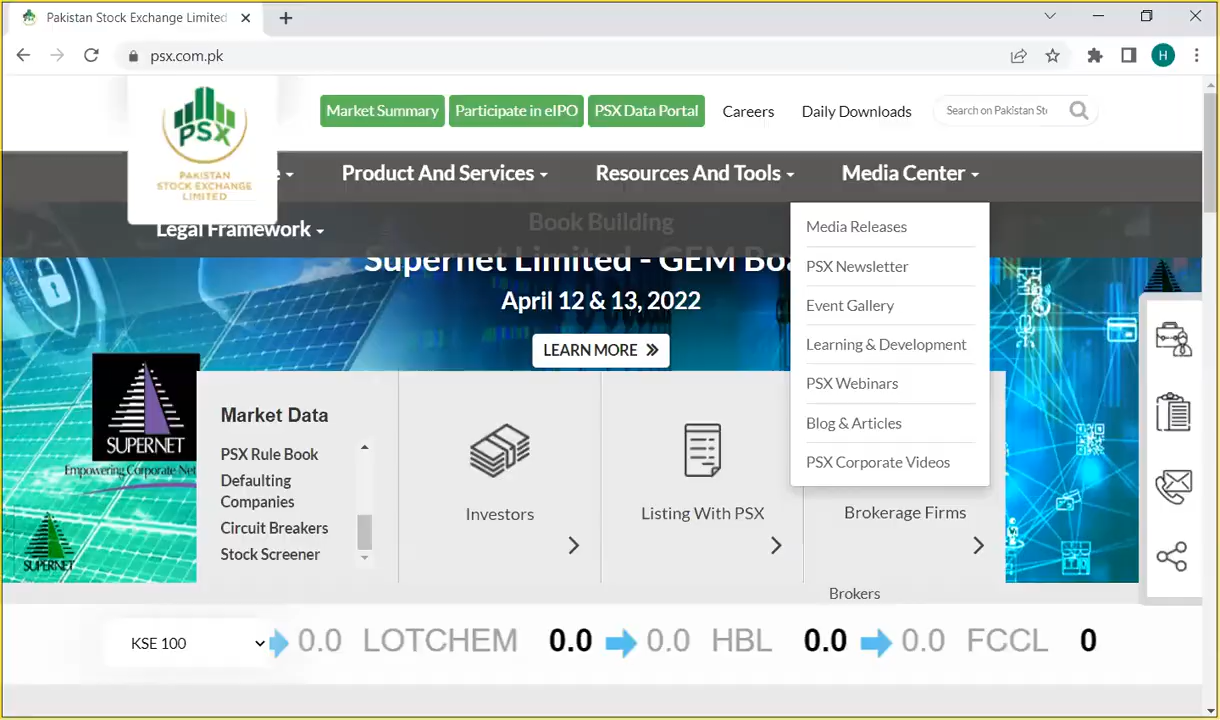 Pakistan Stock Exchange Limited
psx.com.pk
H
Market Summary
Participate in eIPO
PSX Data Portal
Careers
Daily Downloads
Search on Pakistan Sto
PSX
PAKISTAN
STOCK EXCHANGE
LIMITED
e
Product And Services
Resources And Tools
Media Center
Legal Framework
Book Building
Supernet Limited - GEM Boa
April 12 & 13, 2022
LEARN MORE
Media Releases
PSX Newsletter
Event Gallery
Learning & Development
PSX Webinars
Blog & Articles
PSX Corporate Videos
SUPERNET
Empowering Corporate Net
SUPERNET
Market Data
PSX Rule Book
Defaulting
Companies
Circuit Breakers
Stock Screener
Investors
Listing With PSX
Brokerage Firms
Brokers
KSE 100
0.0 LOTCHEM 0.0 0.0 HBL 0.0 0.0 FCCL 0